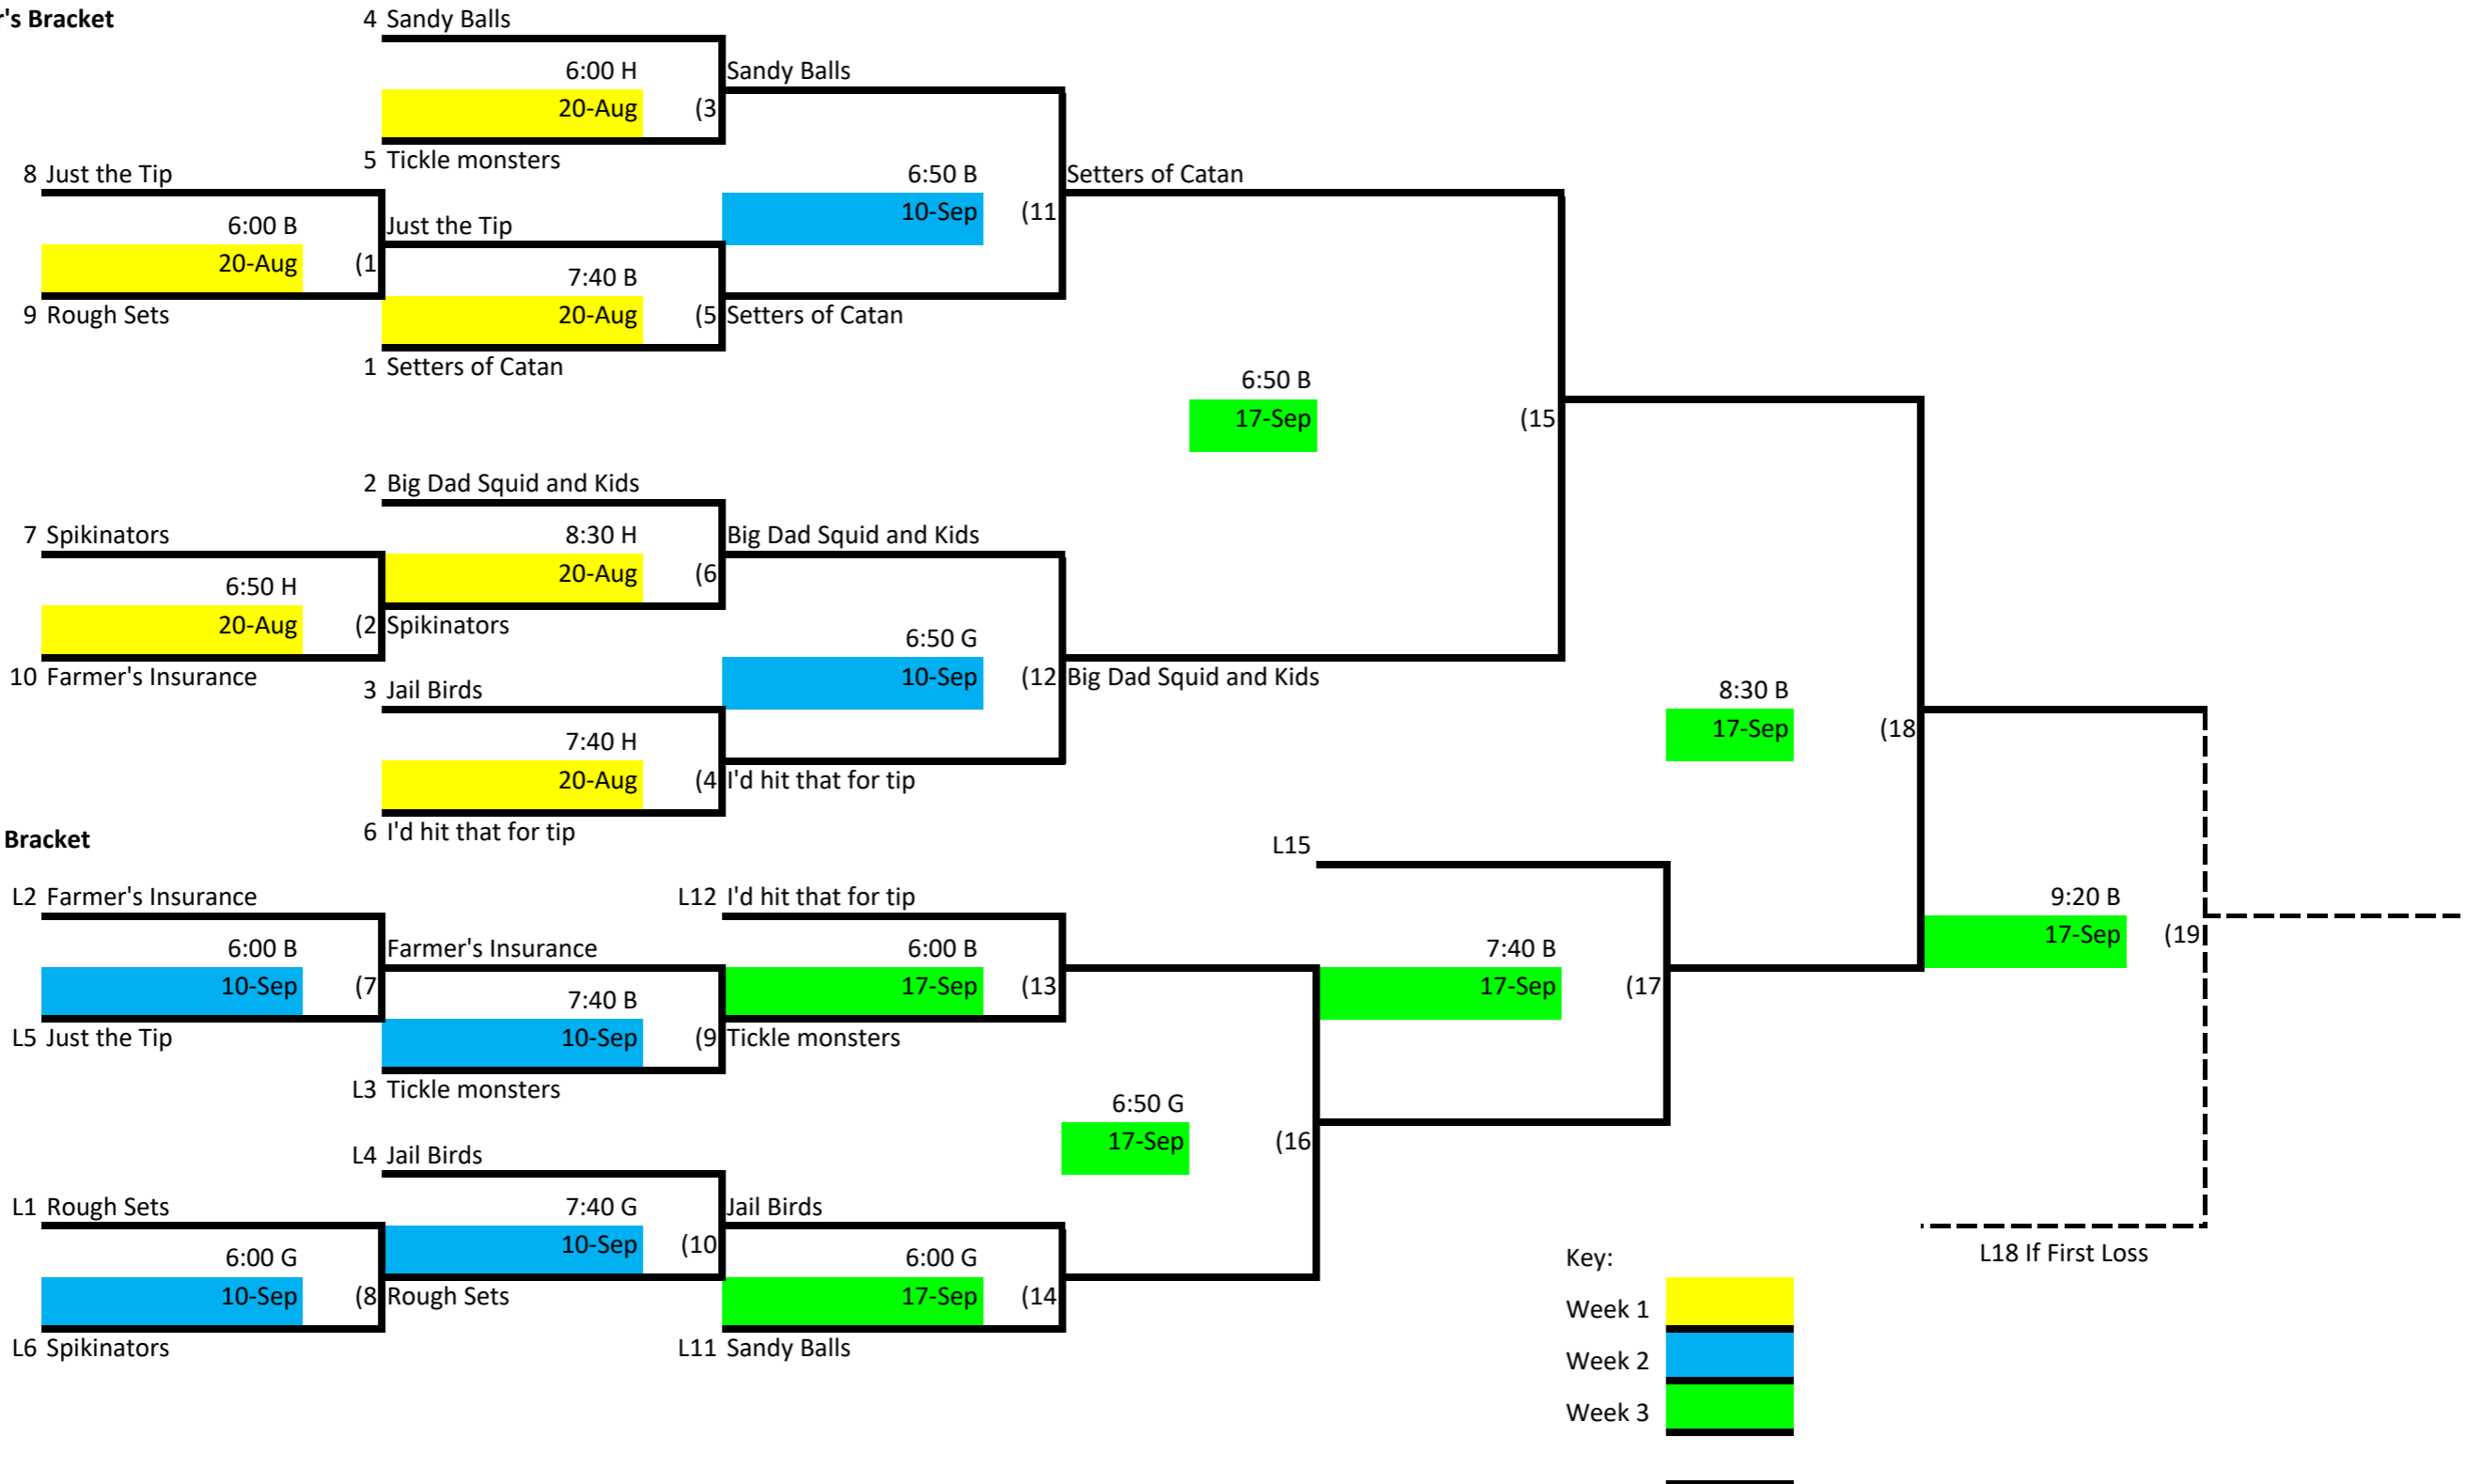 r's Bracket
4 Sandy Balls
6:00 H
Sandy Balls
20-Aug (3
5 Tickle monsters
8 Just the Tip
6:50 B
Setters of Catan
10-Sep (11
6:00 B
Just the Tip
20-Aug (1
7:40 B
9 Rough Sets
20-Aug (5 Setters of Catan
1 Setters of Catan
6:50 B
17-Sep (15
2 Big Dad Squid and Kids
7 Spikinators
8:30 H
Big Dad Squid and Kids
20-Aug (6
6:50 H
20-Aug (2 Spikinators
6:50 G
10 Farmer's Insurance
10-Sep (12 Big Dad Squid and Kids
3 Jail Birds
8:30 B
17-Sep (18
7:40 H
20-Aug (4 I'd hit that for tip
6 I'd hit that for tip
Bracket
L15
L2 Farmer's Insurance
L12 I'd hit that for tip
9:20 B
17-Sep (19
6:00 B
Farmer's Insurance
6:00 B
7:40 B
10-Sep (7
17-Sep (13
17-Sep (17
7:40 B
L5 Just the Tip
10-Sep (9 Tickle monsters
L3 Tickle monsters
6:50 G
17-Sep (16
L4 Jail Birds
L1 Rough Sets
7:40 G
Jail Birds
10-Sep (10
6:00 G
6:00 G
Key:
L18 If First Loss
10-Sep (8 Rough Sets
17-Sep (14
Week 1
L6 Spikinators
L11 Sandy Balls
Week 2
Week 3